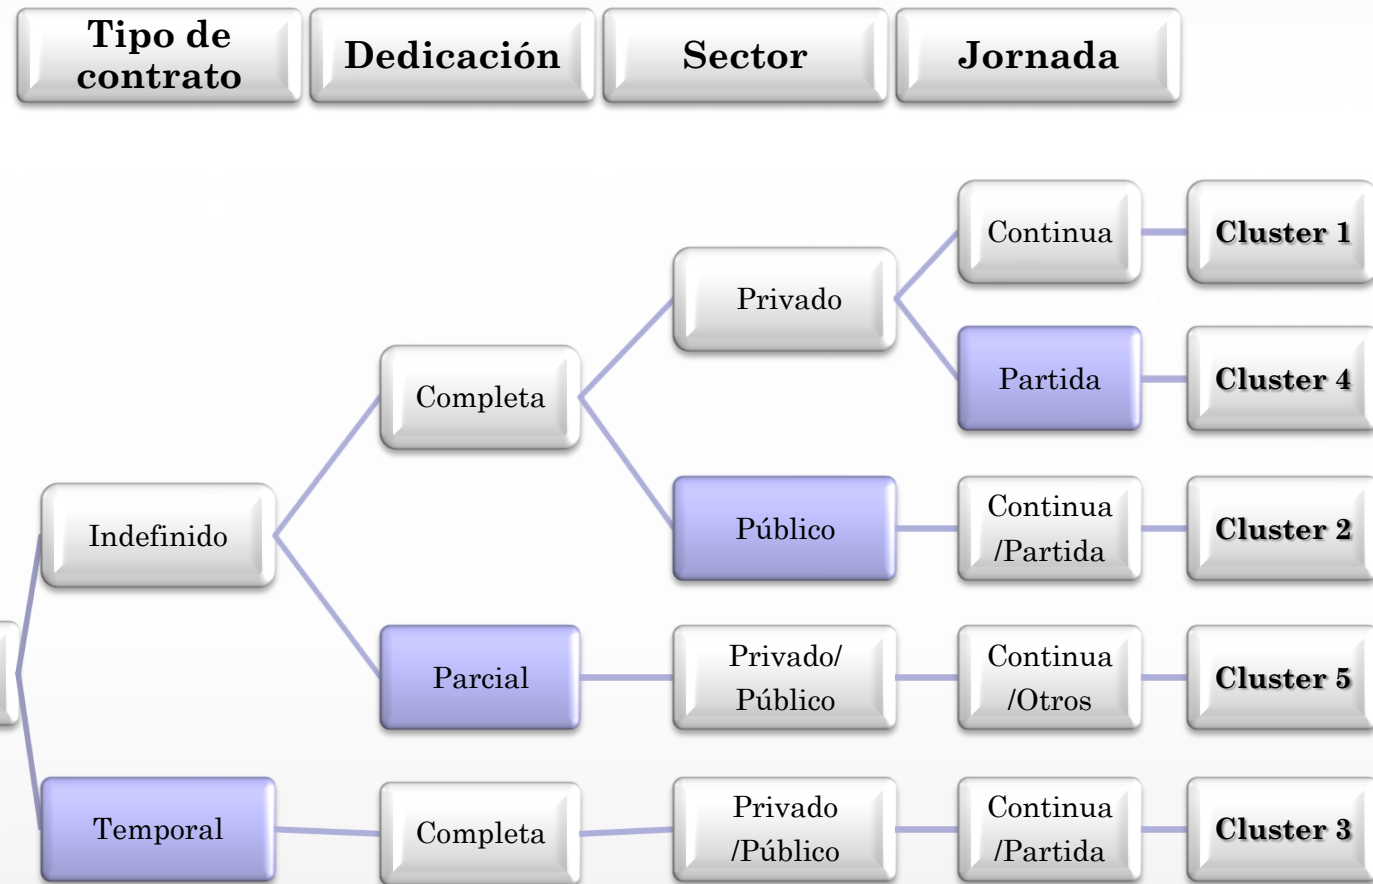 Tipo de
contrato
Dedicación
Sector
Jornada
Continua
Cluster 1
Privado
Partida
Cluster 4
Completa
Indefinido
Público
Continua
/Partida
Cluster 2
Parcial
Privado/
Público
Continua
/Otros
Cluster 5
Temporal
Completa
Privado
/Público
Continua
/Partida
Cluster 3